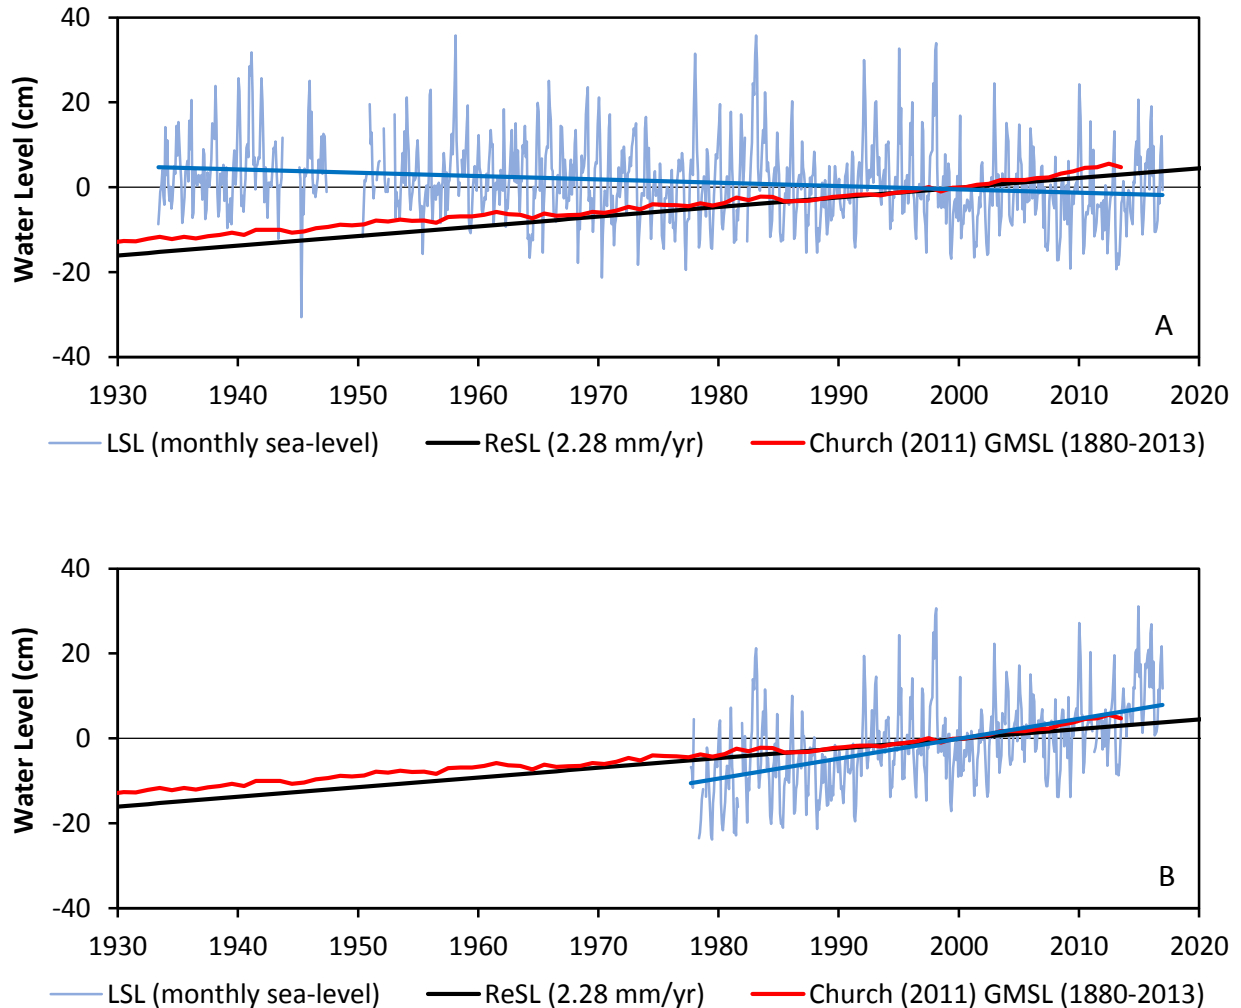 40
20
0
-20
-40
Water Level (cm)
A
1930 1940 1950 1960 1970 1980 1990 2000 2010 2020
LSL (monthly sea-level) ReSL (2.28 mm/yr) Church (2011) GMSL (1880-2013)
40
20
0
-20
-40
Water Level (cm)
B
1930 1940 1950 1960 1970 1980 1990 2000 2010 2020
LSL (monthly sea-level) ReSL (2.28 mm/yr) Church (2011) GMSL (1880-2013)